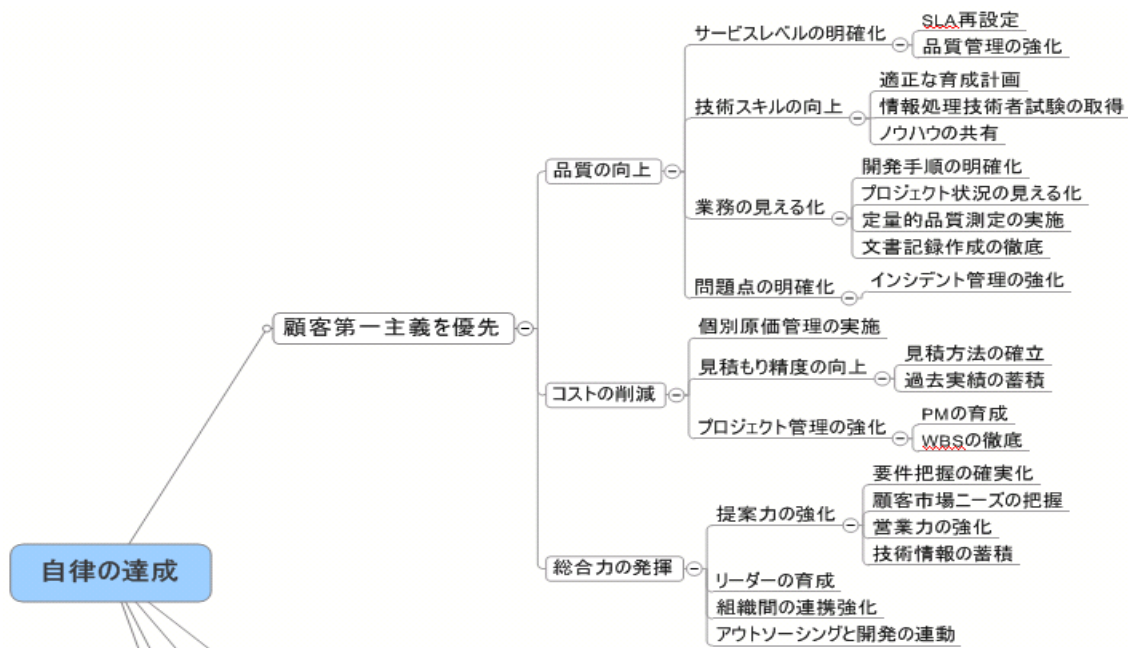 自律の達成
顧客第一主義を優先
品質の向上
サービスレベルの明確化
SLA再設定
品質管理の強化
技術スキルの向上
適正な育成計画
情報処理技術者試験の取得
ノウハウの共有
業務の見える化
開発手順の明確化
プロジェクト状況の見える化
定量的品質測定の実施
文書記録作成の徹底
問題点の明確化
インシデント管理の強化
コストの削減
個別原価管理の実施
見積もり精度の向上
見積方法の確立
過去実績の蓄積
プロジェクト管理の強化
PMの育成
WBSの徹底
総合力の発揮
提案力の強化
要件把握の確実化
顧客市場ニーズの把握
営業力の強化
技術情報の蓄積
リーダーの育成
組織間の連携強化
アウトソーシングと開発の連動